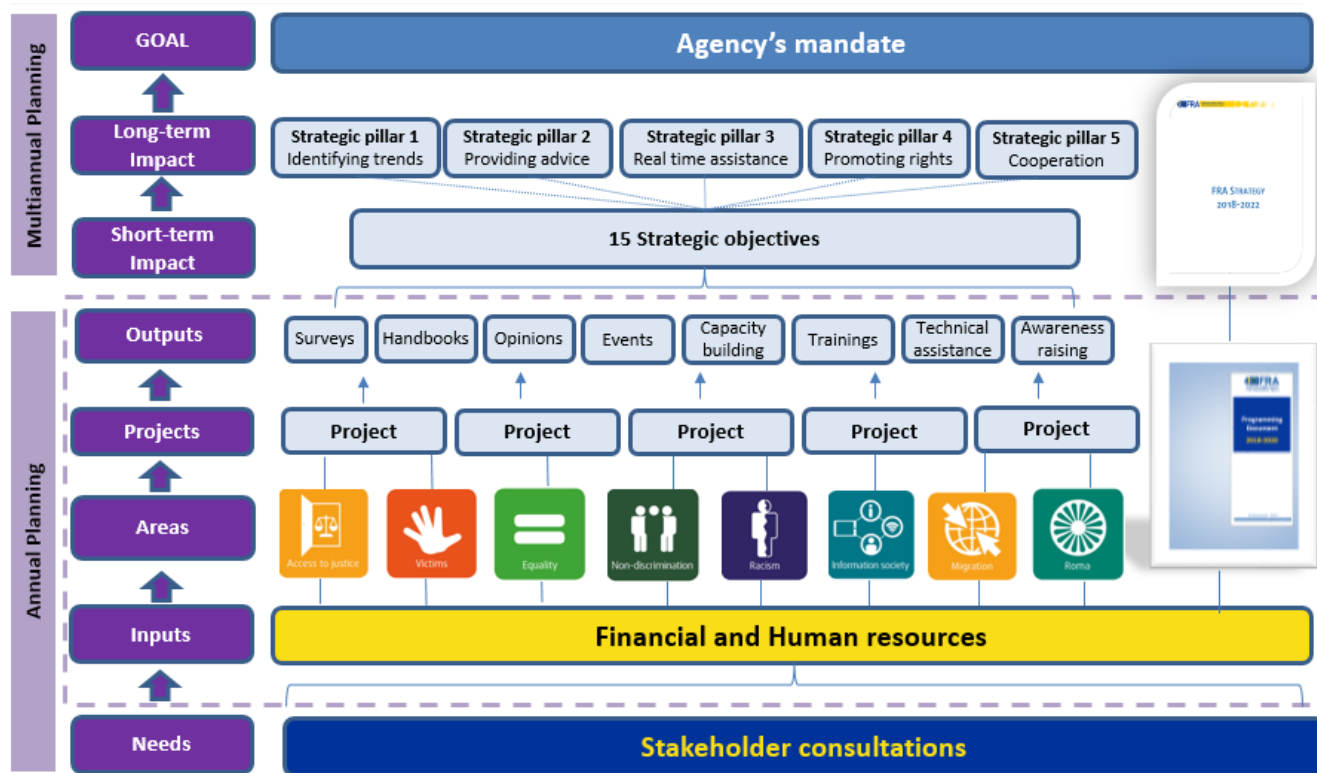 Multiannual Planning
GOAL
Agency's mandate
Long-term
Impact
Strategic pillar 1
Identifying trends
Strategic pillar 2
Providing advice
Strategic pillar 3
Real time assistance
Strategic pillar 4
Promoting rights
Strategic pillar 5
Cooperation
FRA
FRA STRATEGY
2018-2022
Short-term
Impact
15 Strategic objectives
Annual Planning
Outputs
Surveys
Handbooks
Opinions
Events
Capacity
building
Trainings
Technical
assistance
Awareness
raising
FRA
Programming
Document
2018-2020
Projects
Project
Project
Project
Project
Project
Areas
Access to justice
Victims
Equality
Non-discrimination
Racism
Information society
Migration
Roma
Inputs
Financial and Human resources
Needs
Stakeholder consultations